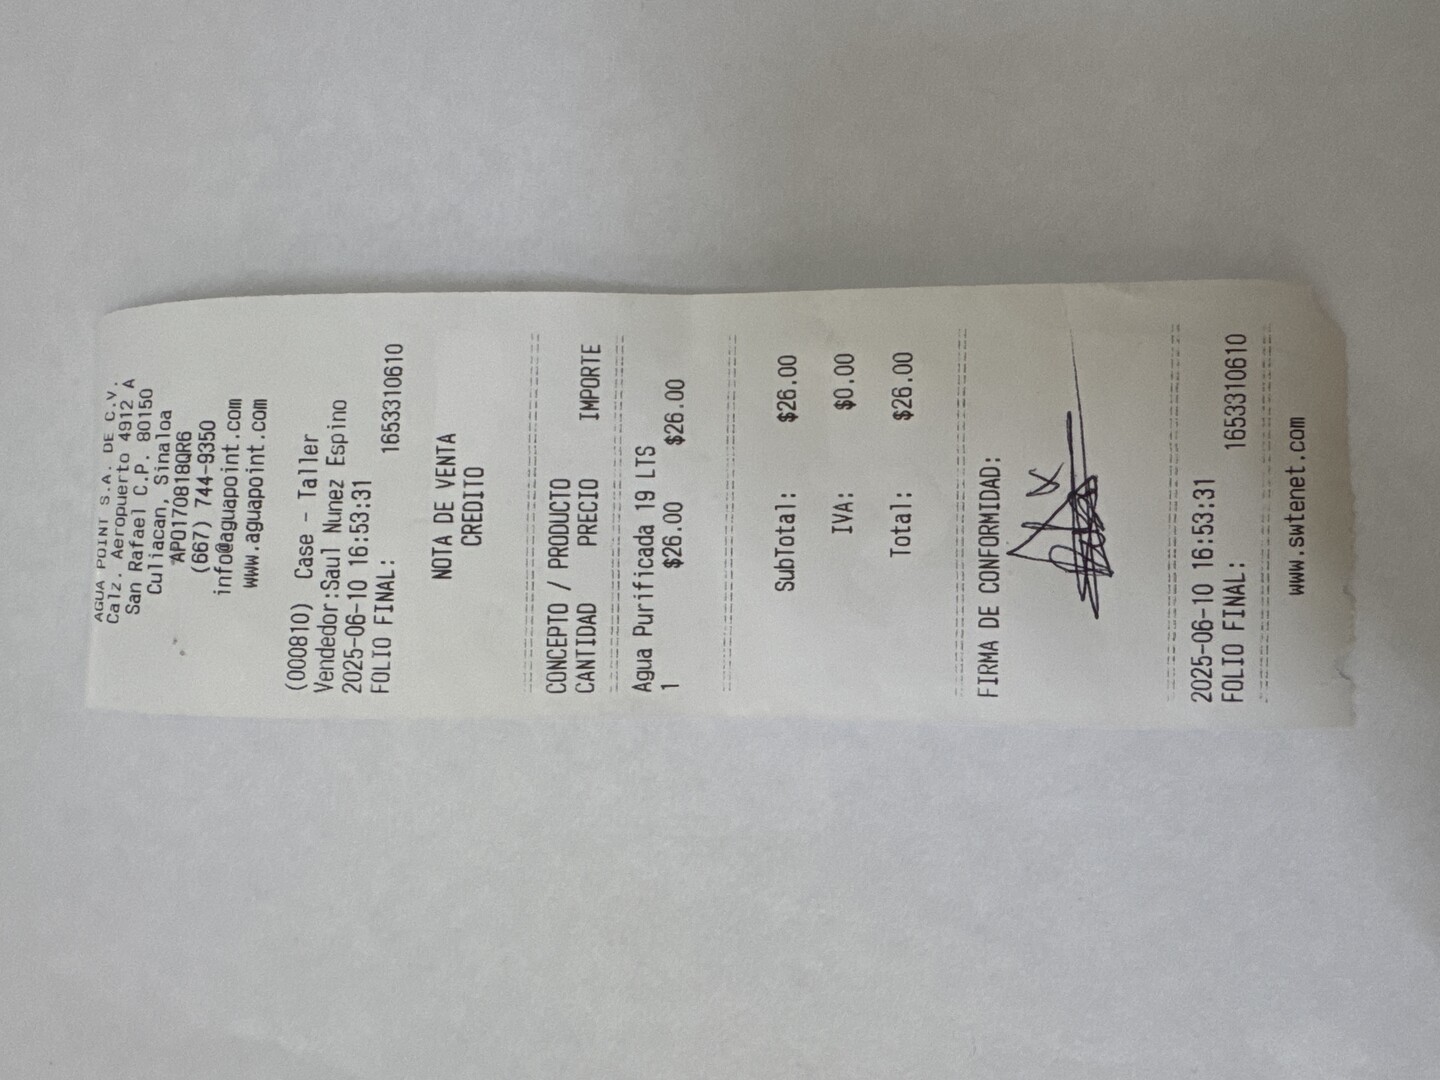 AGUA POINT S.A. DE C.V.
Calz. Aeropuerto 4912 A
San Rafael C.P. 80150
Culiacan, Sinaloa
APO170818QR6
(667) 744-9350
info@aguapoint.com
www.aguapoint.com
(000810) Case - Taller
Vendedor:Saul Nunez Espino
2025-06-10 16:53:31
FOLIO FINAL: 1653310610
NOTA DE VENTA
CREDITO
CONCEPTO / PRODUCTO
CANTIDAD PRECIO IMPORTE
Agua Purificada 19 LTS
1 $26.00 $26.00
SubTotal: $26.00
IVA: $0.00
Total: $26.00
FIRMA DE CONFORMIDAD:
2025-06-10 16:53:31
FOLIO FINAL: 1653310610
www.swtenet.com